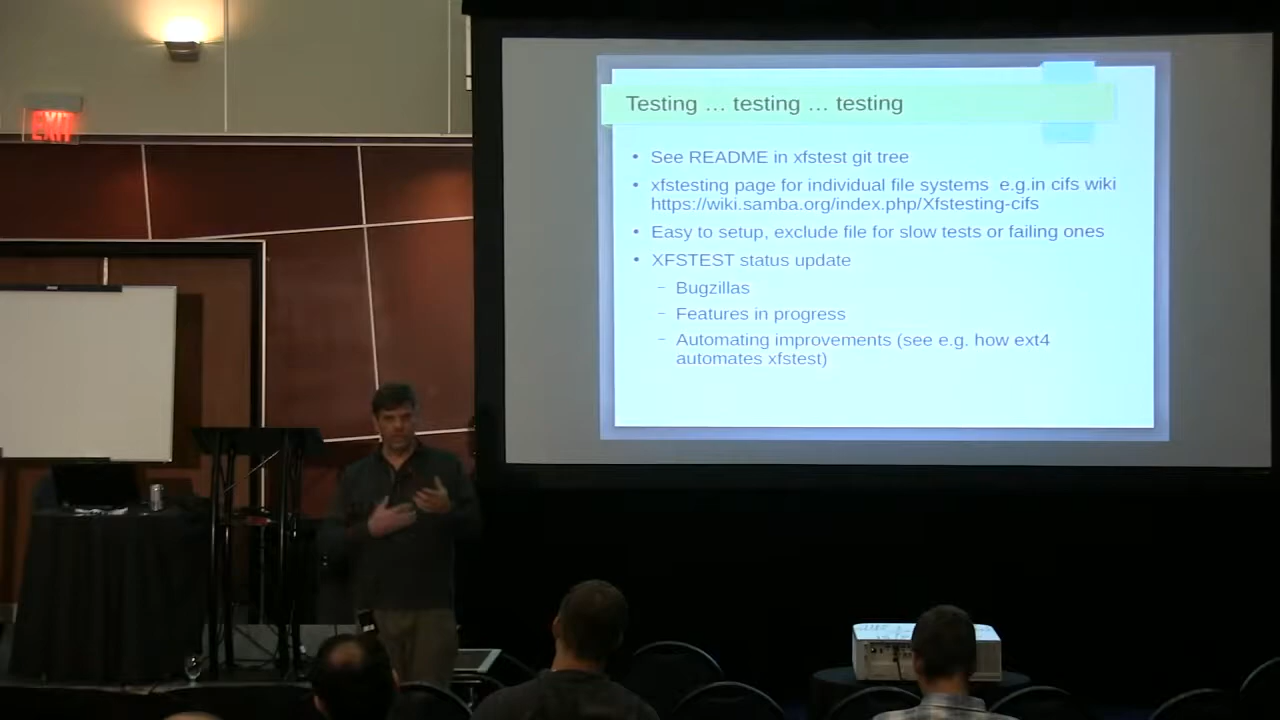 EXIT
Testing … testing … testing
• See README in xfstest git tree
• xfstesting page for individual file systems e.g.in cifs wiki
https://wiki.samba.org/index.php/Xfstesting-cifs
• Easy to setup, exclude file for slow tests or failing ones
• XFSTEST status update
– Bugzillas
– Features in progress
– Automating improvements (see e.g. how ext4
automates xfstest)